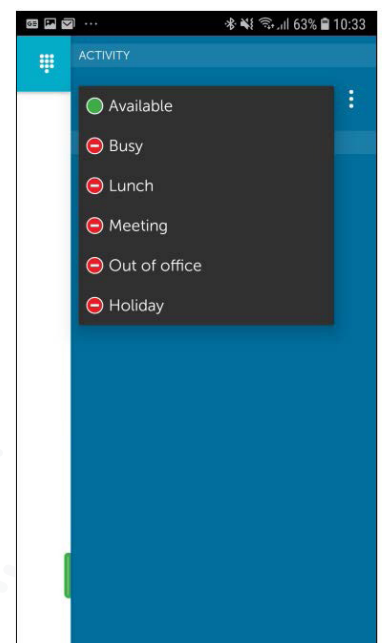 63% 10:33
ACTIVITY
Available
Busy
Lunch
Meeting
Out of office
Holiday